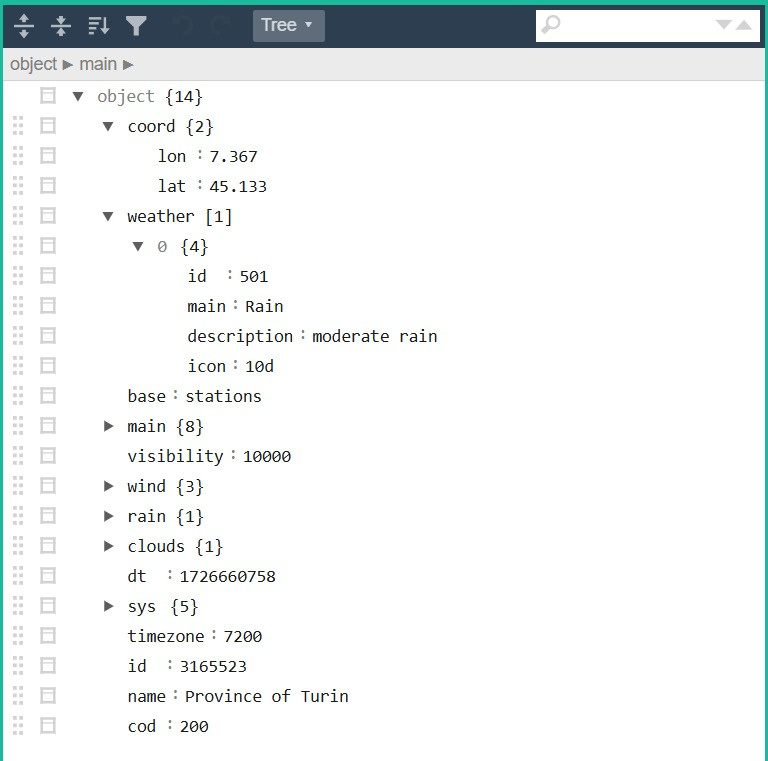 Tree
object ► main ►
object {14}
coord {2}
lon : 7.367
lat : 45.133
weather [1]
0 {4}
id : 501
main : Rain
description : moderate rain
icon : 10d
base : stations
main {8}
visibility : 10000
wind {3}
rain {1}
clouds {1}
dt : 1726660758
sys {5}
timezone : 7200
id : 3165523
name : Province of Turin
cod : 200